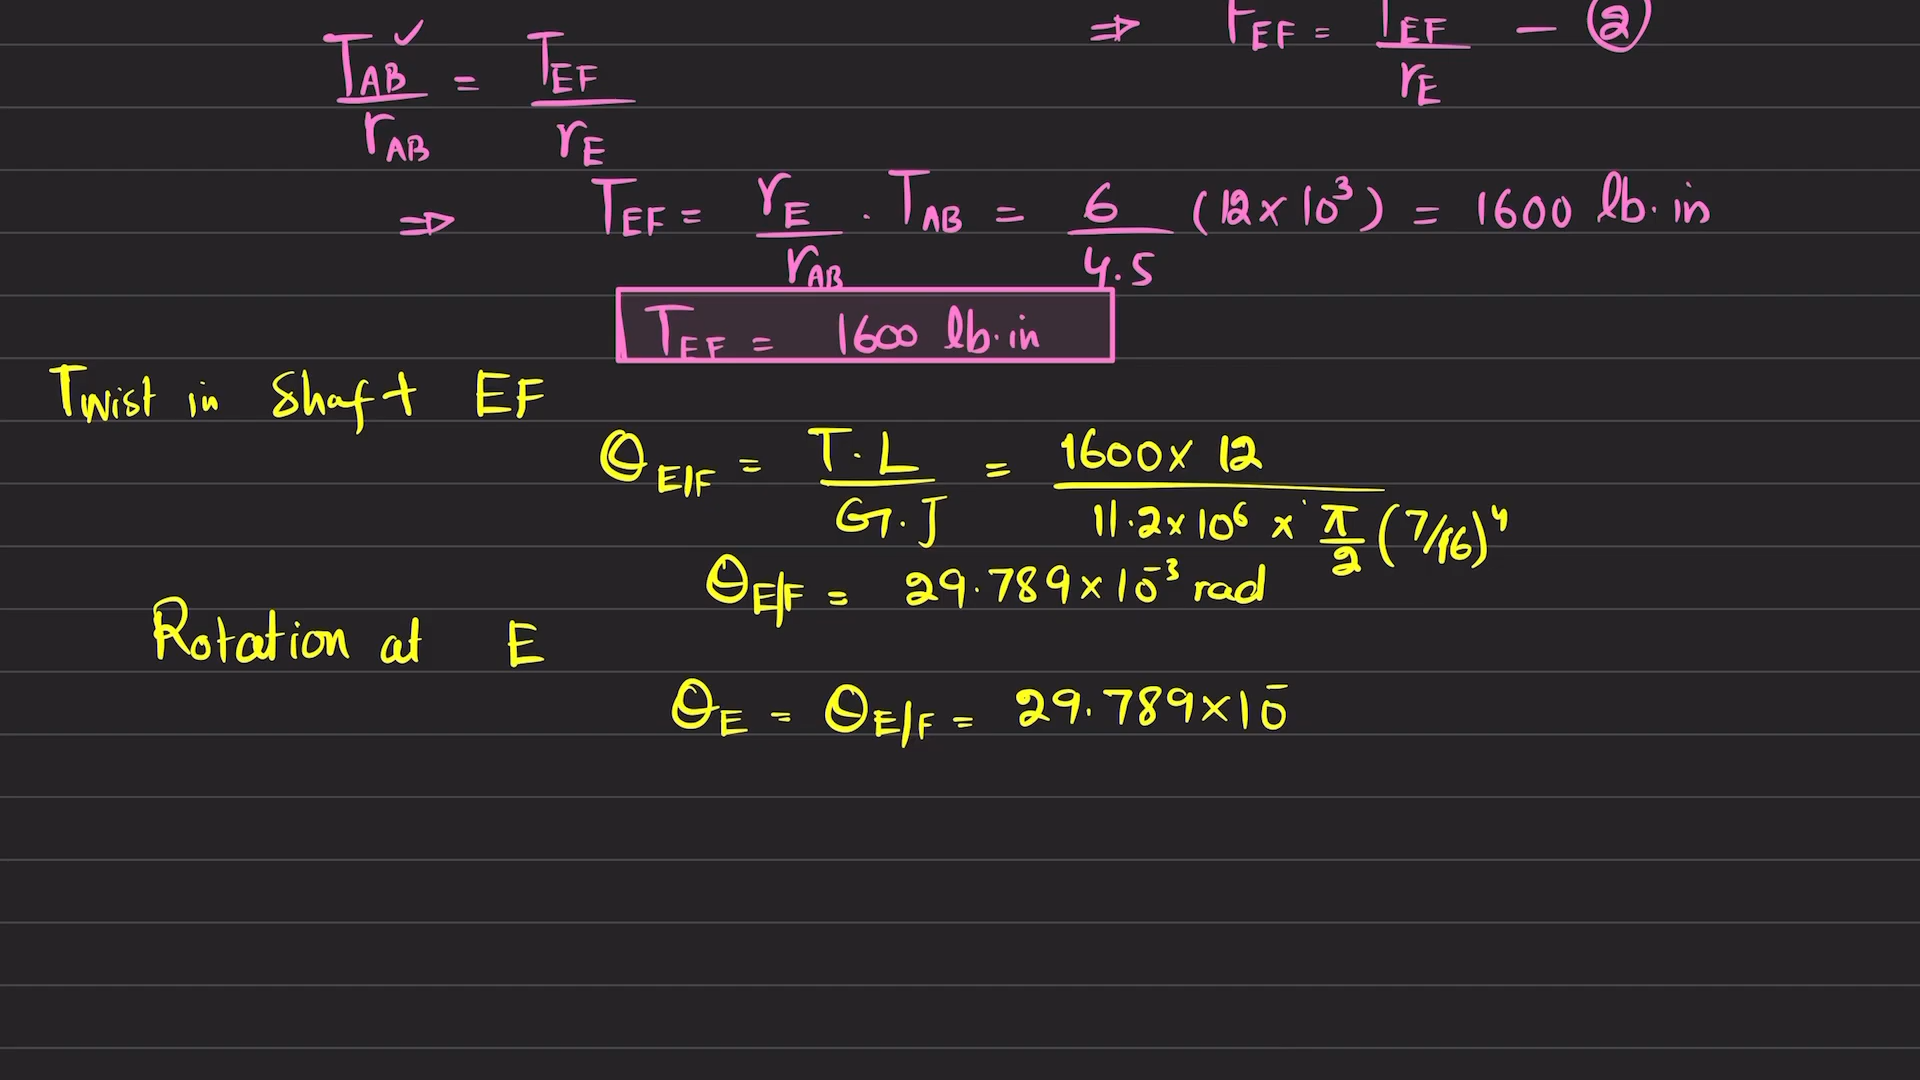 ⇒ F_EF = T_EF / r_E — ②
T_AB ✓ / r_AB = T_EF / r_E
⇒ T_EF = r_E / r_AB · T_AB = 6 / 4.5 (12 × 10³) = 1600 lb·in
T_EF = 1600 lb·in
Twist in Shaft EF
θ_E/F = T·L / G·J = 1600 × 12 / 11.2 × 10⁶ × π/2 (7/16)⁴
θ_E/F = 29.789 × 10⁻³ rad
Rotation at E
θ_E = θ_E/F = 29.789 × 10⁻